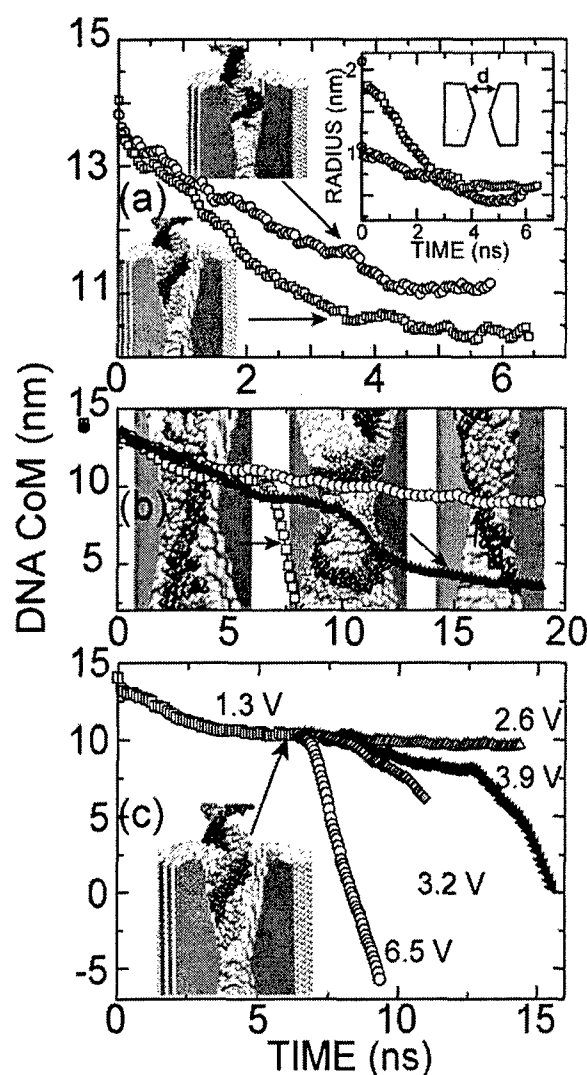 15
13
11
(a)
0 2 4 6
RADIUS (nm)
2
1
0 2 4 6
TIME (ns)
d
DNA CoM (nm)
15
10
5
(b)
0 5 10 15 20
15
10
5
0
-5
(c)
1.3 V
2.6 V
3.9 V
3.2 V
6.5 V
0 5 10 15
TIME (ns)